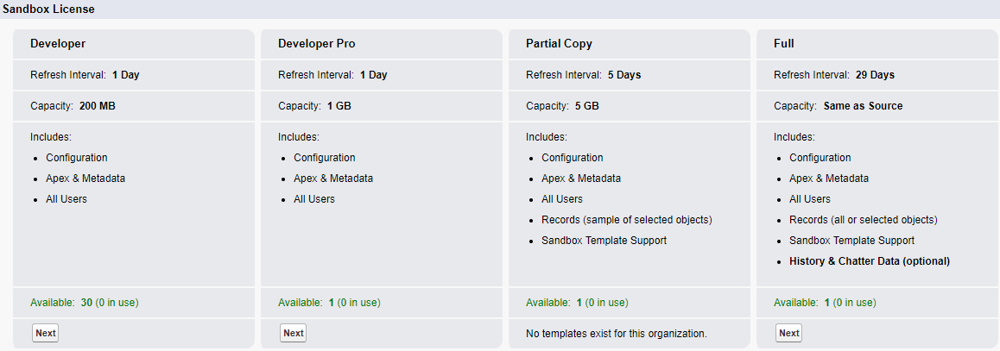 Sandbox License
Developer
Refresh Interval: 1 Day
Capacity: 200 MB
Includes:
Configuration
Apex & Metadata
All Users
Available: 30 (0 in use)
Next
Developer Pro
Refresh Interval: 1 Day
Capacity: 1 GB
Includes:
Configuration
Apex & Metadata
All Users
Available: 1 (0 in use)
Next
Partial Copy
Refresh Interval: 5 Days
Capacity: 5 GB
Includes:
Configuration
Apex & Metadata
All Users
Records (sample of selected objects)
Sandbox Template Support
Available: 1 (0 in use)
No templates exist for this organization.
Full
Refresh Interval: 29 Days
Capacity: Same as Source
Includes:
Configuration
Apex & Metadata
All Users
Records (all or selected objects)
Sandbox Template Support
History & Chatter Data (optional)
Available: 1 (0 in use)
Next